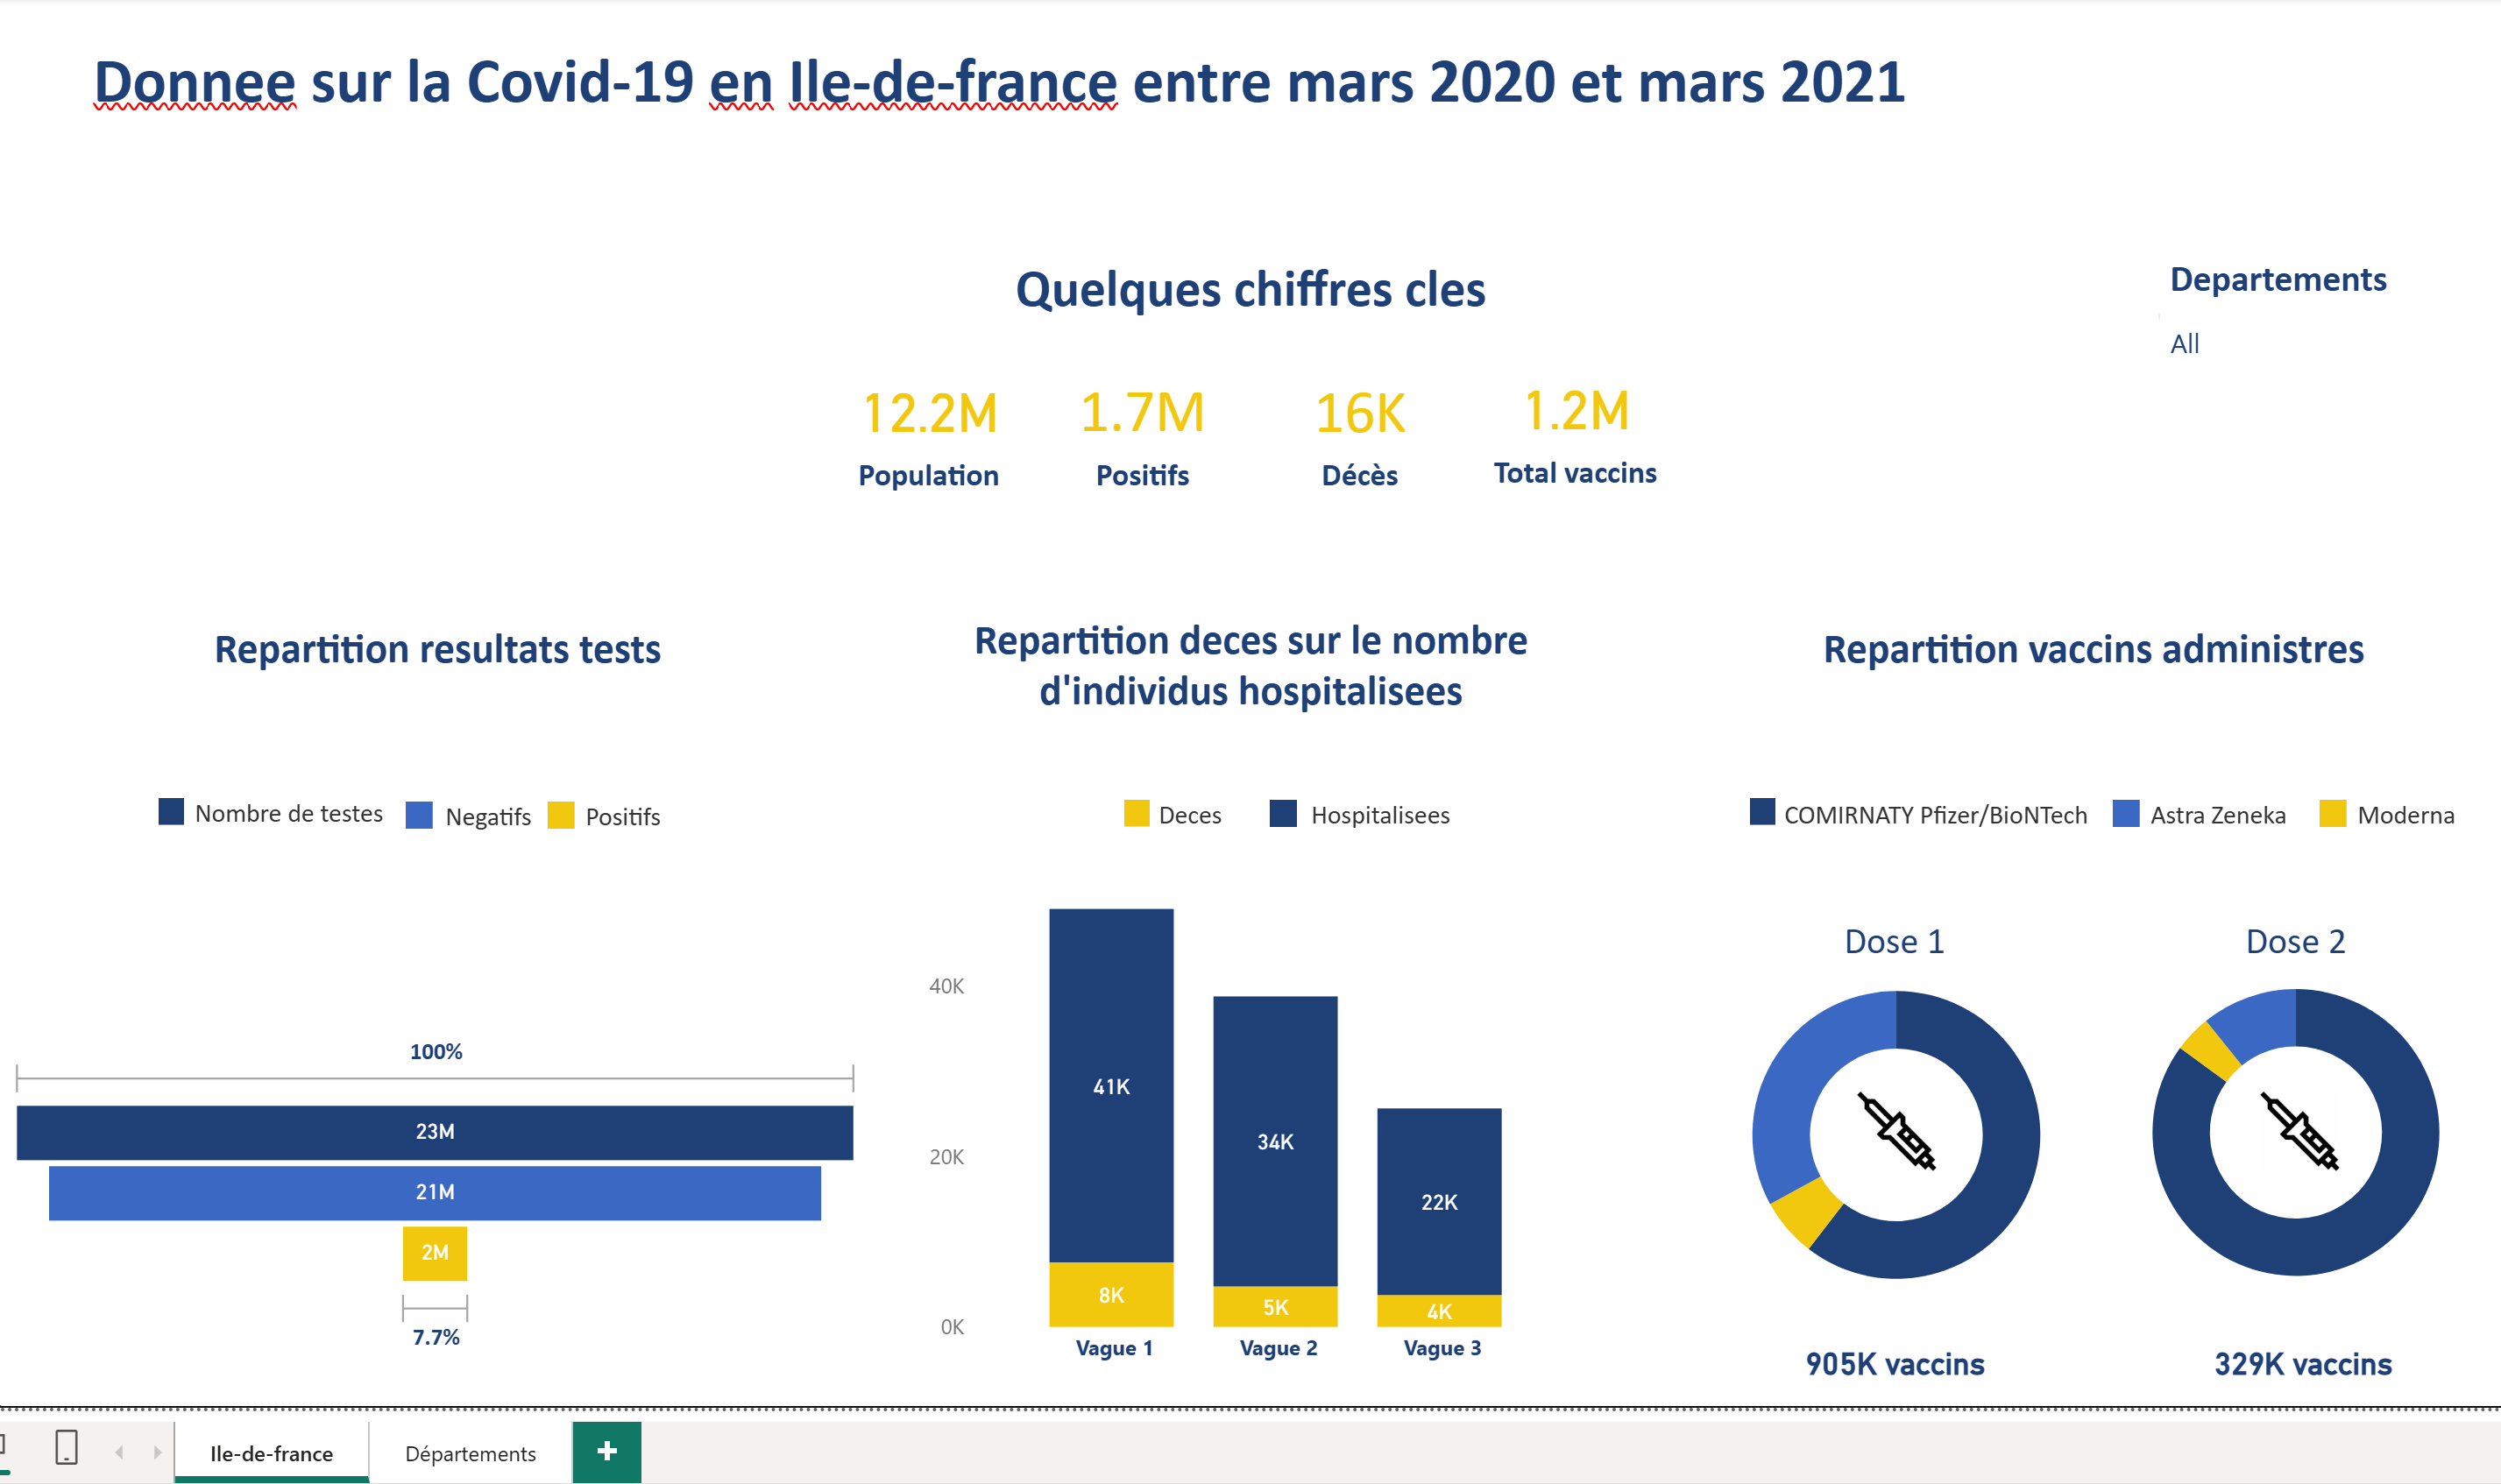 Donnee sur la Covid-19 en Ile-de-france entre mars 2020 et mars 2021
Quelques chiffres cles
Departements
All
12.2M 1.7M 16K 1.2M
Population Positifs Décès Total vaccins
Repartition resultats tests
Nombre de testes Negatifs Positifs
100%
23M
21M
2M
7.7%
Repartition deces sur le nombre
d'individus hospitalisees
Deces Hospitalisees
40K
20K
0K
41K
34K
22K
8K
5K
4K
Vague 1 Vague 2 Vague 3
Repartition vaccins administres
COMIRNATY Pfizer/BioNTech Astra Zeneka Moderna
Dose 1 Dose 2
905K vaccins 329K vaccins
Ile-de-france Départements +